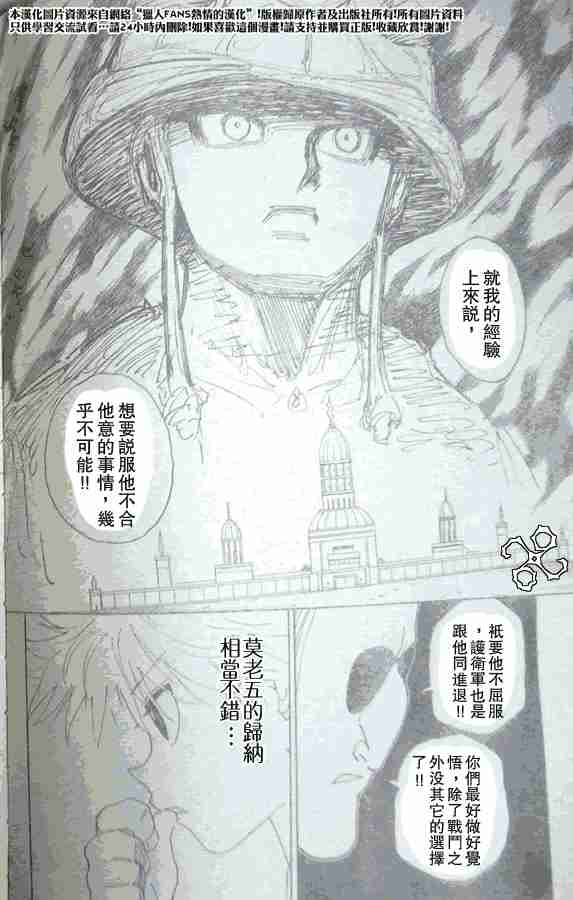 本漢化圖片資源來自網絡“獵人FANS熱情的漢化”!版權歸原作者及出版社所有!所有圖片資料
只供學習交流試看…請24小時內刪除!如果喜歡這個漫畫!請支持並購買正版!收藏欣賞!謝謝!
就我的經驗
上來説，
想要説服他不合
他意的事情，幾
乎不可能!!
衹要他不屈服
，護衛軍也是
跟他同進退!!
你們最好做好覺
悟，除了戰鬥之
外没其它的選擇
了!!
莫老五的歸納
相當不錯…